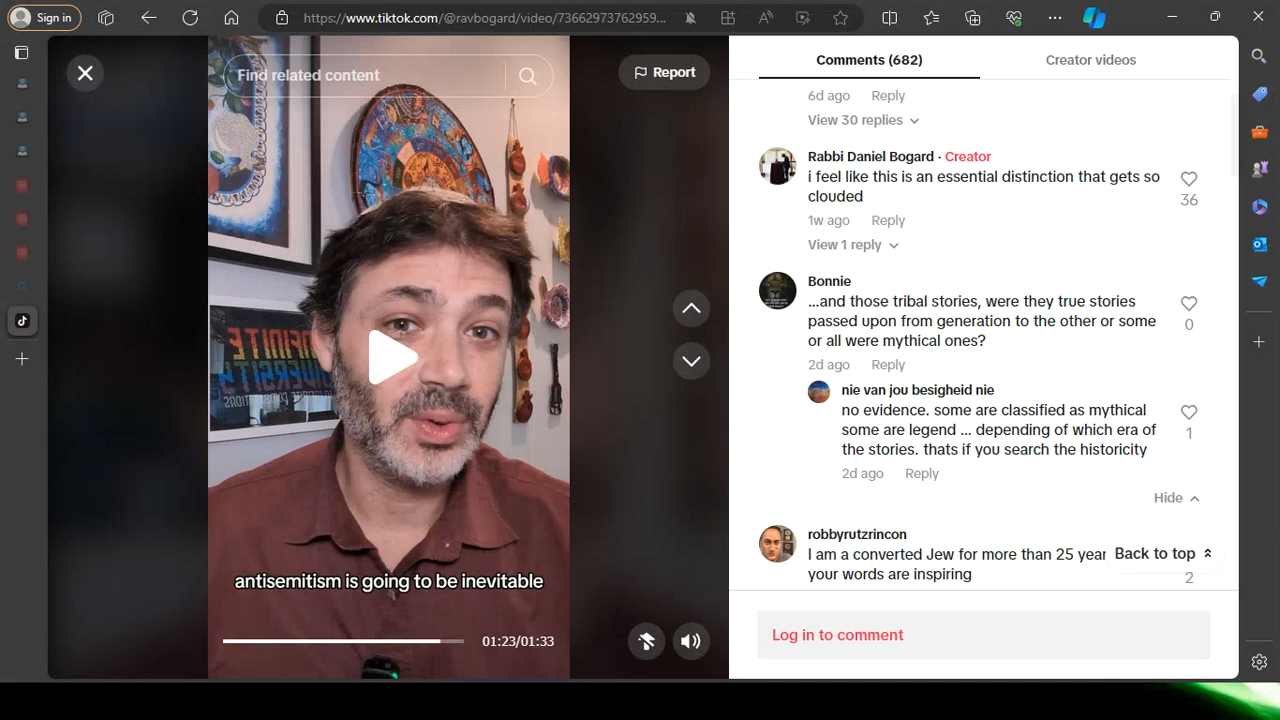 Sign in
https://www.tiktok.com/@ravbogard/video/73662973762959...
Find related content
Report
antisemitism is going to be inevitable
01:23/01:33
Comments (682)
Creator videos
6d ago Reply
View 30 replies
Rabbi Daniel Bogard · Creator
i feel like this is an essential distinction that gets so
clouded
36
1w ago Reply
View 1 reply
Bonnie
...and those tribal stories, were they true stories
passed upon from generation to the other or some
or all were mythical ones?
0
2d ago Reply
nie van jou besigheid nie
no evidence. some are classified as mythical
some are legend ... depending of which era of
the stories. thats if you search the historicity
1
2d ago Reply
Hide
robbyrutzrincon
I am a converted Jew for more than 25 year
your words are inspiring
2
Back to top
Log in to comment